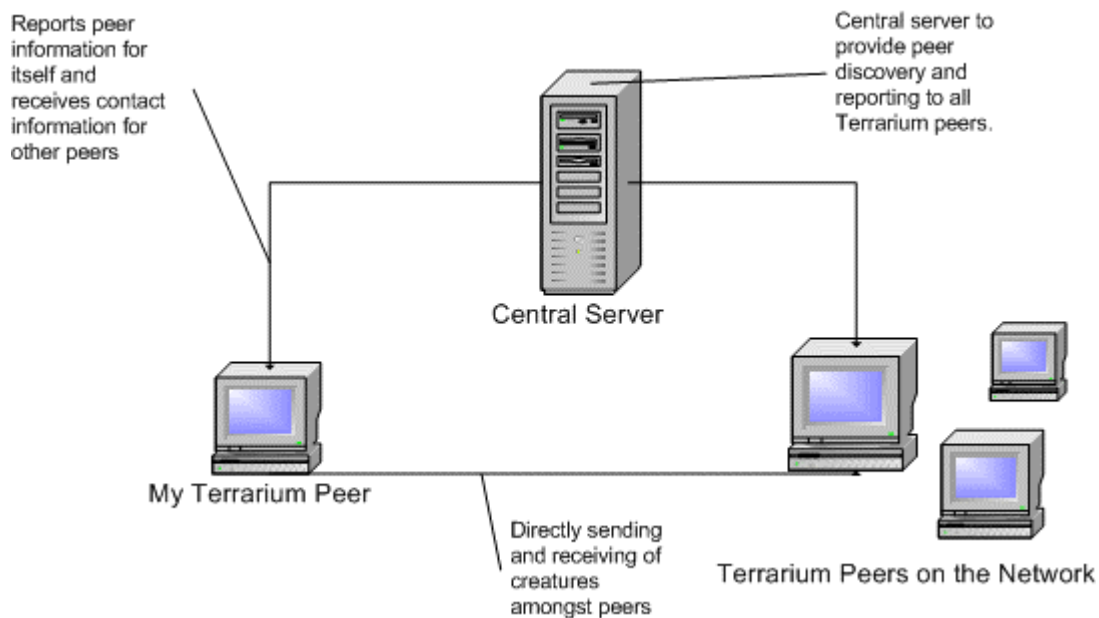 Reports peer
information for
itself and
receives contact
information for
other peers
Central server to
provide peer
discovery and
reporting to all
Terrarium peers.
Central Server
My Terrarium Peer
Directly sending
and receiving of
creatures
amongst peers
Terrarium Peers on the Network